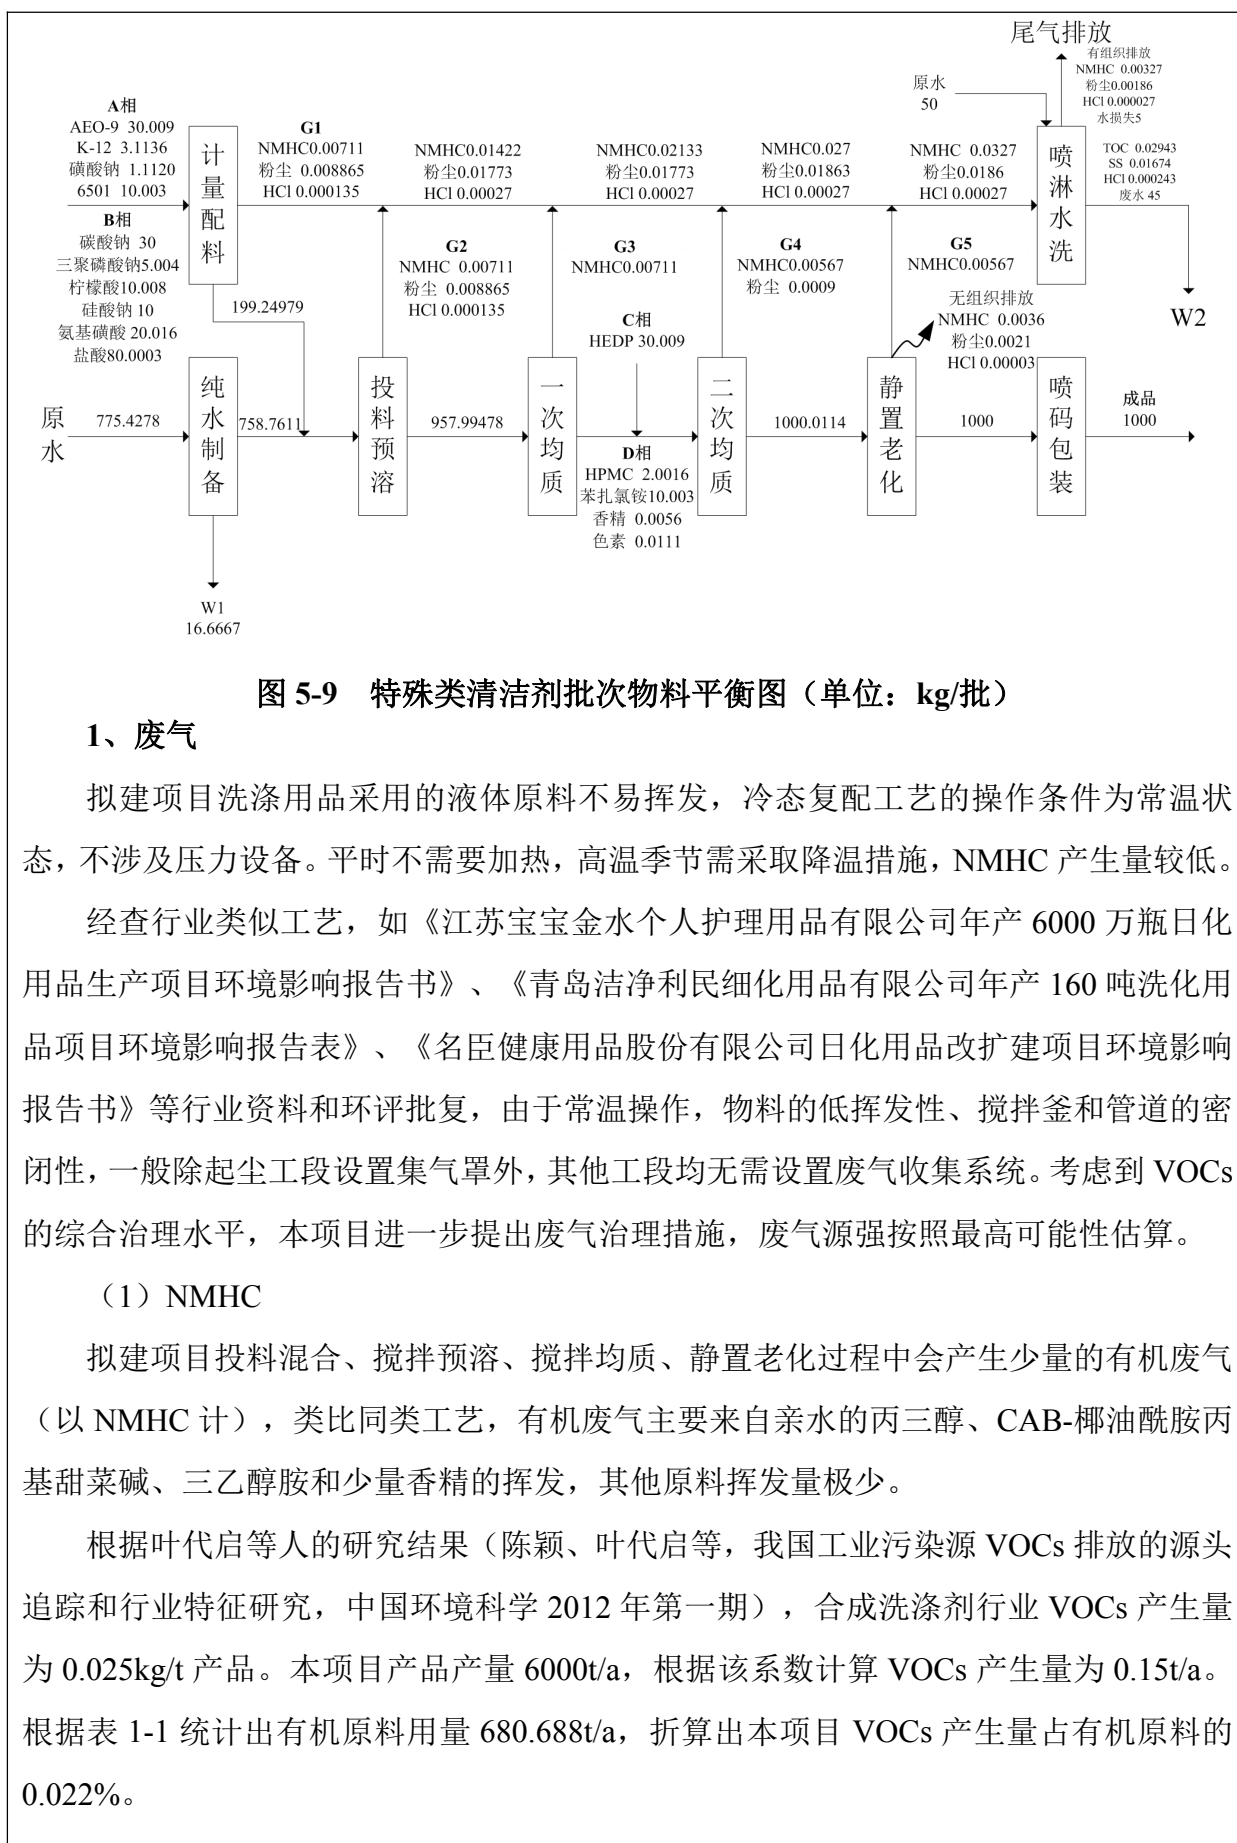 尾气排放
有组织排放
NMHC 0.00327
粉尘0.00186
HCl 0.000027
水损失5
原水
50
A相
AEO-9 30.009
K-12 3.1136
磺酸钠 1.1120
6501 10.003
B相
碳酸钠 30
三聚磷酸钠5.004
柠檬酸10.008
硅酸钠 10
氨基磺酸 20.016
盐酸80.0003
计量配料
G1
NMHC0.00711
粉尘 0.008865
HCl 0.000135
NMHC0.01422
粉尘0.01773
HCl 0.00027
NMHC0.02133
粉尘0.01773
HCl 0.00027
NMHC0.027
粉尘0.01863
HCl 0.00027
NMHC 0.0327
粉尘0.0186
HCl 0.00027
喷淋水洗
TOC 0.02943
SS 0.01674
HCl 0.000243
废水 45
W2
G2
NMHC 0.00711
粉尘 0.008865
HCl 0.000135
G3
NMHC0.00711
G4
NMHC0.00567
粉尘 0.0009
G5
NMHC0.00567
无组织排放
NMHC 0.0036
粉尘0.0021
HCl 0.00003
199.24979
C相
HEDP 30.009
原水
775.4278
纯水制备
758.7611
投料预溶
957.99478
一次均质
D相
HPMC 2.0016
苯扎氯铵10.003
香精 0.0056
色素 0.0111
二次均质
1000.0114
静置老化
1000
喷码包装
成品
1000
W1
16.6667
图 5-9 特殊类清洁剂批次物料平衡图（单位：kg/批）
1、废气
拟建项目洗涤用品采用的液体原料不易挥发，冷态复配工艺的操作条件为常温状
态，不涉及压力设备。平时不需要加热，高温季节需采取降温措施，NMHC 产生量较低。
经查行业类似工艺，如《江苏宝宝金水个人护理用品有限公司年产 6000 万瓶日化
用品生产项目环境影响报告书》、《青岛洁净利民细化用品有限公司年产 160 吨洗化用
品项目环境影响报告表》、《名臣健康用品股份有限公司日化用品改扩建项目环境影响
报告书》等行业资料和环评批复，由于常温操作，物料的低挥发性、搅拌釜和管道的密
闭性，一般除起尘工段设置集气罩外，其他工段均无需设置废气收集系统。考虑到 VOCs
的综合治理水平，本项目进一步提出废气治理措施，废气源强按照最高可能性估算。
（1）NMHC
拟建项目投料混合、搅拌预溶、搅拌均质、静置老化过程中会产生少量的有机废气
（以 NMHC 计），类比同类工艺，有机废气主要来自亲水的丙三醇、CAB-椰油酰胺丙
基甜菜碱、三乙醇胺和少量香精的挥发，其他原料挥发量极少。
根据叶代启等人的研究结果（陈颖、叶代启等，我国工业污染源 VOCs 排放的源头
追踪和行业特征研究，中国环境科学 2012 年第一期），合成洗涤剂行业 VOCs 产生量
为 0.025kg/t 产品。本项目产品产量 6000t/a，根据该系数计算 VOCs 产生量为 0.15t/a。
根据表 1-1 统计出有机原料用量 680.688t/a，折算出本项目 VOCs 产生量占有机原料的
0.022%。